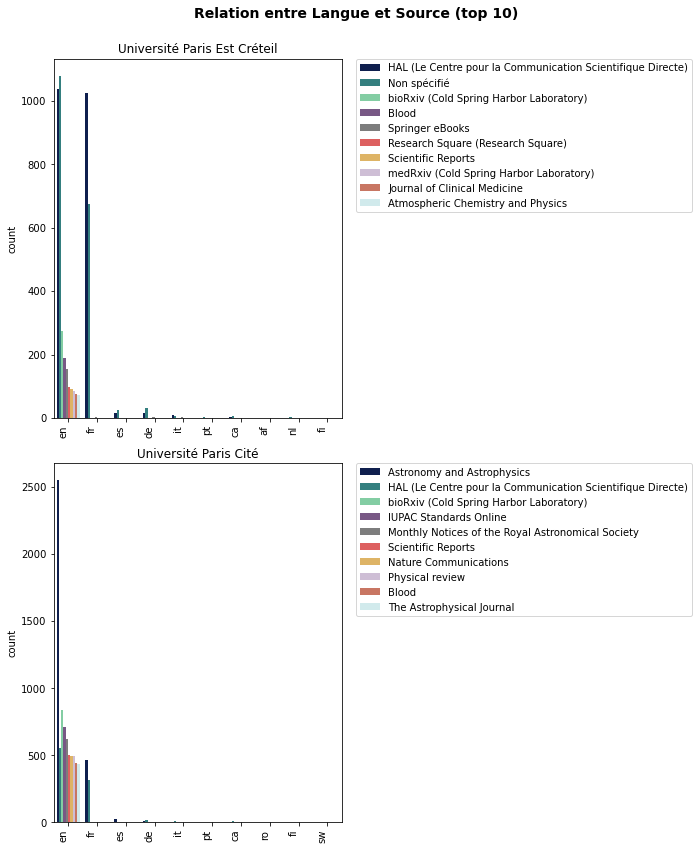 Relation entre Langue et Source (top 10)
Université Paris Est Créteil
HAL (Le Centre pour la Communication Scientifique Directe)
Non spécifié
bioRxiv (Cold Spring Harbor Laboratory)
Blood
Springer eBooks
Research Square (Research Square)
Scientific Reports
medRxiv (Cold Spring Harbor Laboratory)
Journal of Clinical Medicine
Atmospheric Chemistry and Physics
1000
800
600
400
200
0
count
en
fr
es
de
it
pt
ca
af
nl
fi
Université Paris Cité
Astronomy and Astrophysics
HAL (Le Centre pour la Communication Scientifique Directe)
bioRxiv (Cold Spring Harbor Laboratory)
IUPAC Standards Online
Monthly Notices of the Royal Astronomical Society
Scientific Reports
Nature Communications
Physical review
Blood
The Astrophysical Journal
2500
2000
1500
1000
500
0
count
en
fr
es
de
it
pt
ca
ro
fi
sw